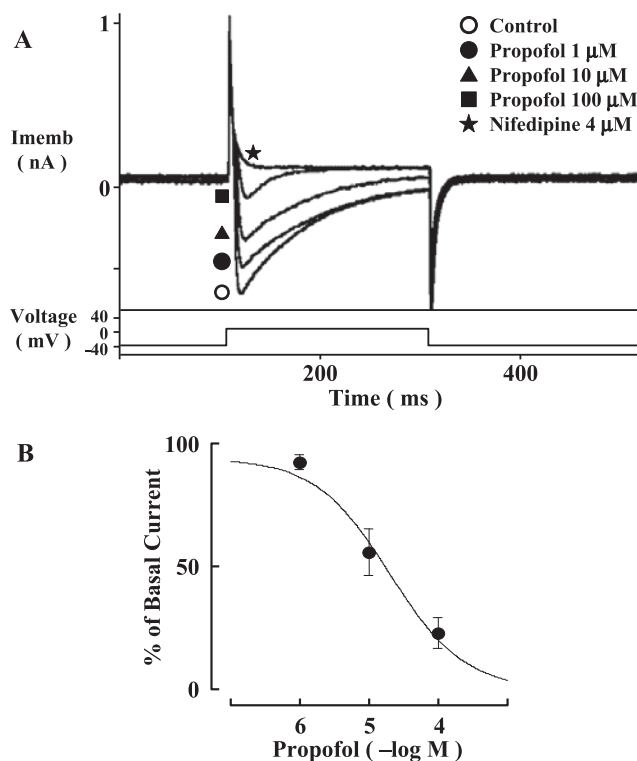 A
1
Imemb
( nA )
0
Control
Propofol 1 µM
Propofol 10 µM
Propofol 100 µM
Nifedipine 4 µM
Voltage
( mV )
40
0
−40
200
400
Time ( ms )
B
100
50
0
% of Basal Current
6
5
4
Propofol ( −log M )